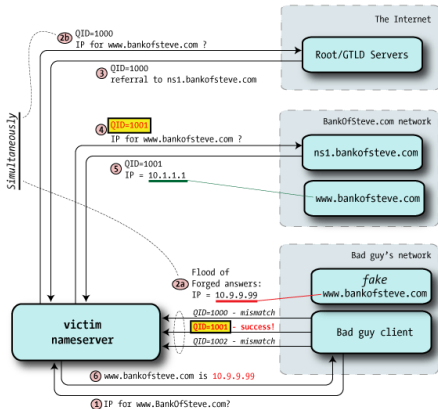 The Internet
2b QID=1000
IP for www.bankofsteve.com ?
Root/GTLD Servers
3 QID=1000
referral to ns1.bankofsteve.com
Simultaneously
BankOfSteve.com network
4 QID=1001
IP for www.bankofsteve.com ?
ns1.bankofsteve.com
5 QID=1001
IP = 10.1.1.1
www.bankofsteve.com
Bad guy's network
2a Flood of
Forged answers:
IP = 10.9.9.99
fake
www.bankofsteve.com
QID=1000 - mismatch
QID=1001 - success!
QID=1002 - mismatch
victim
nameserver
Bad guy client
6 www.bankofsteve.com is 10.9.9.99
1 IP for www.BankOfSteve.com?